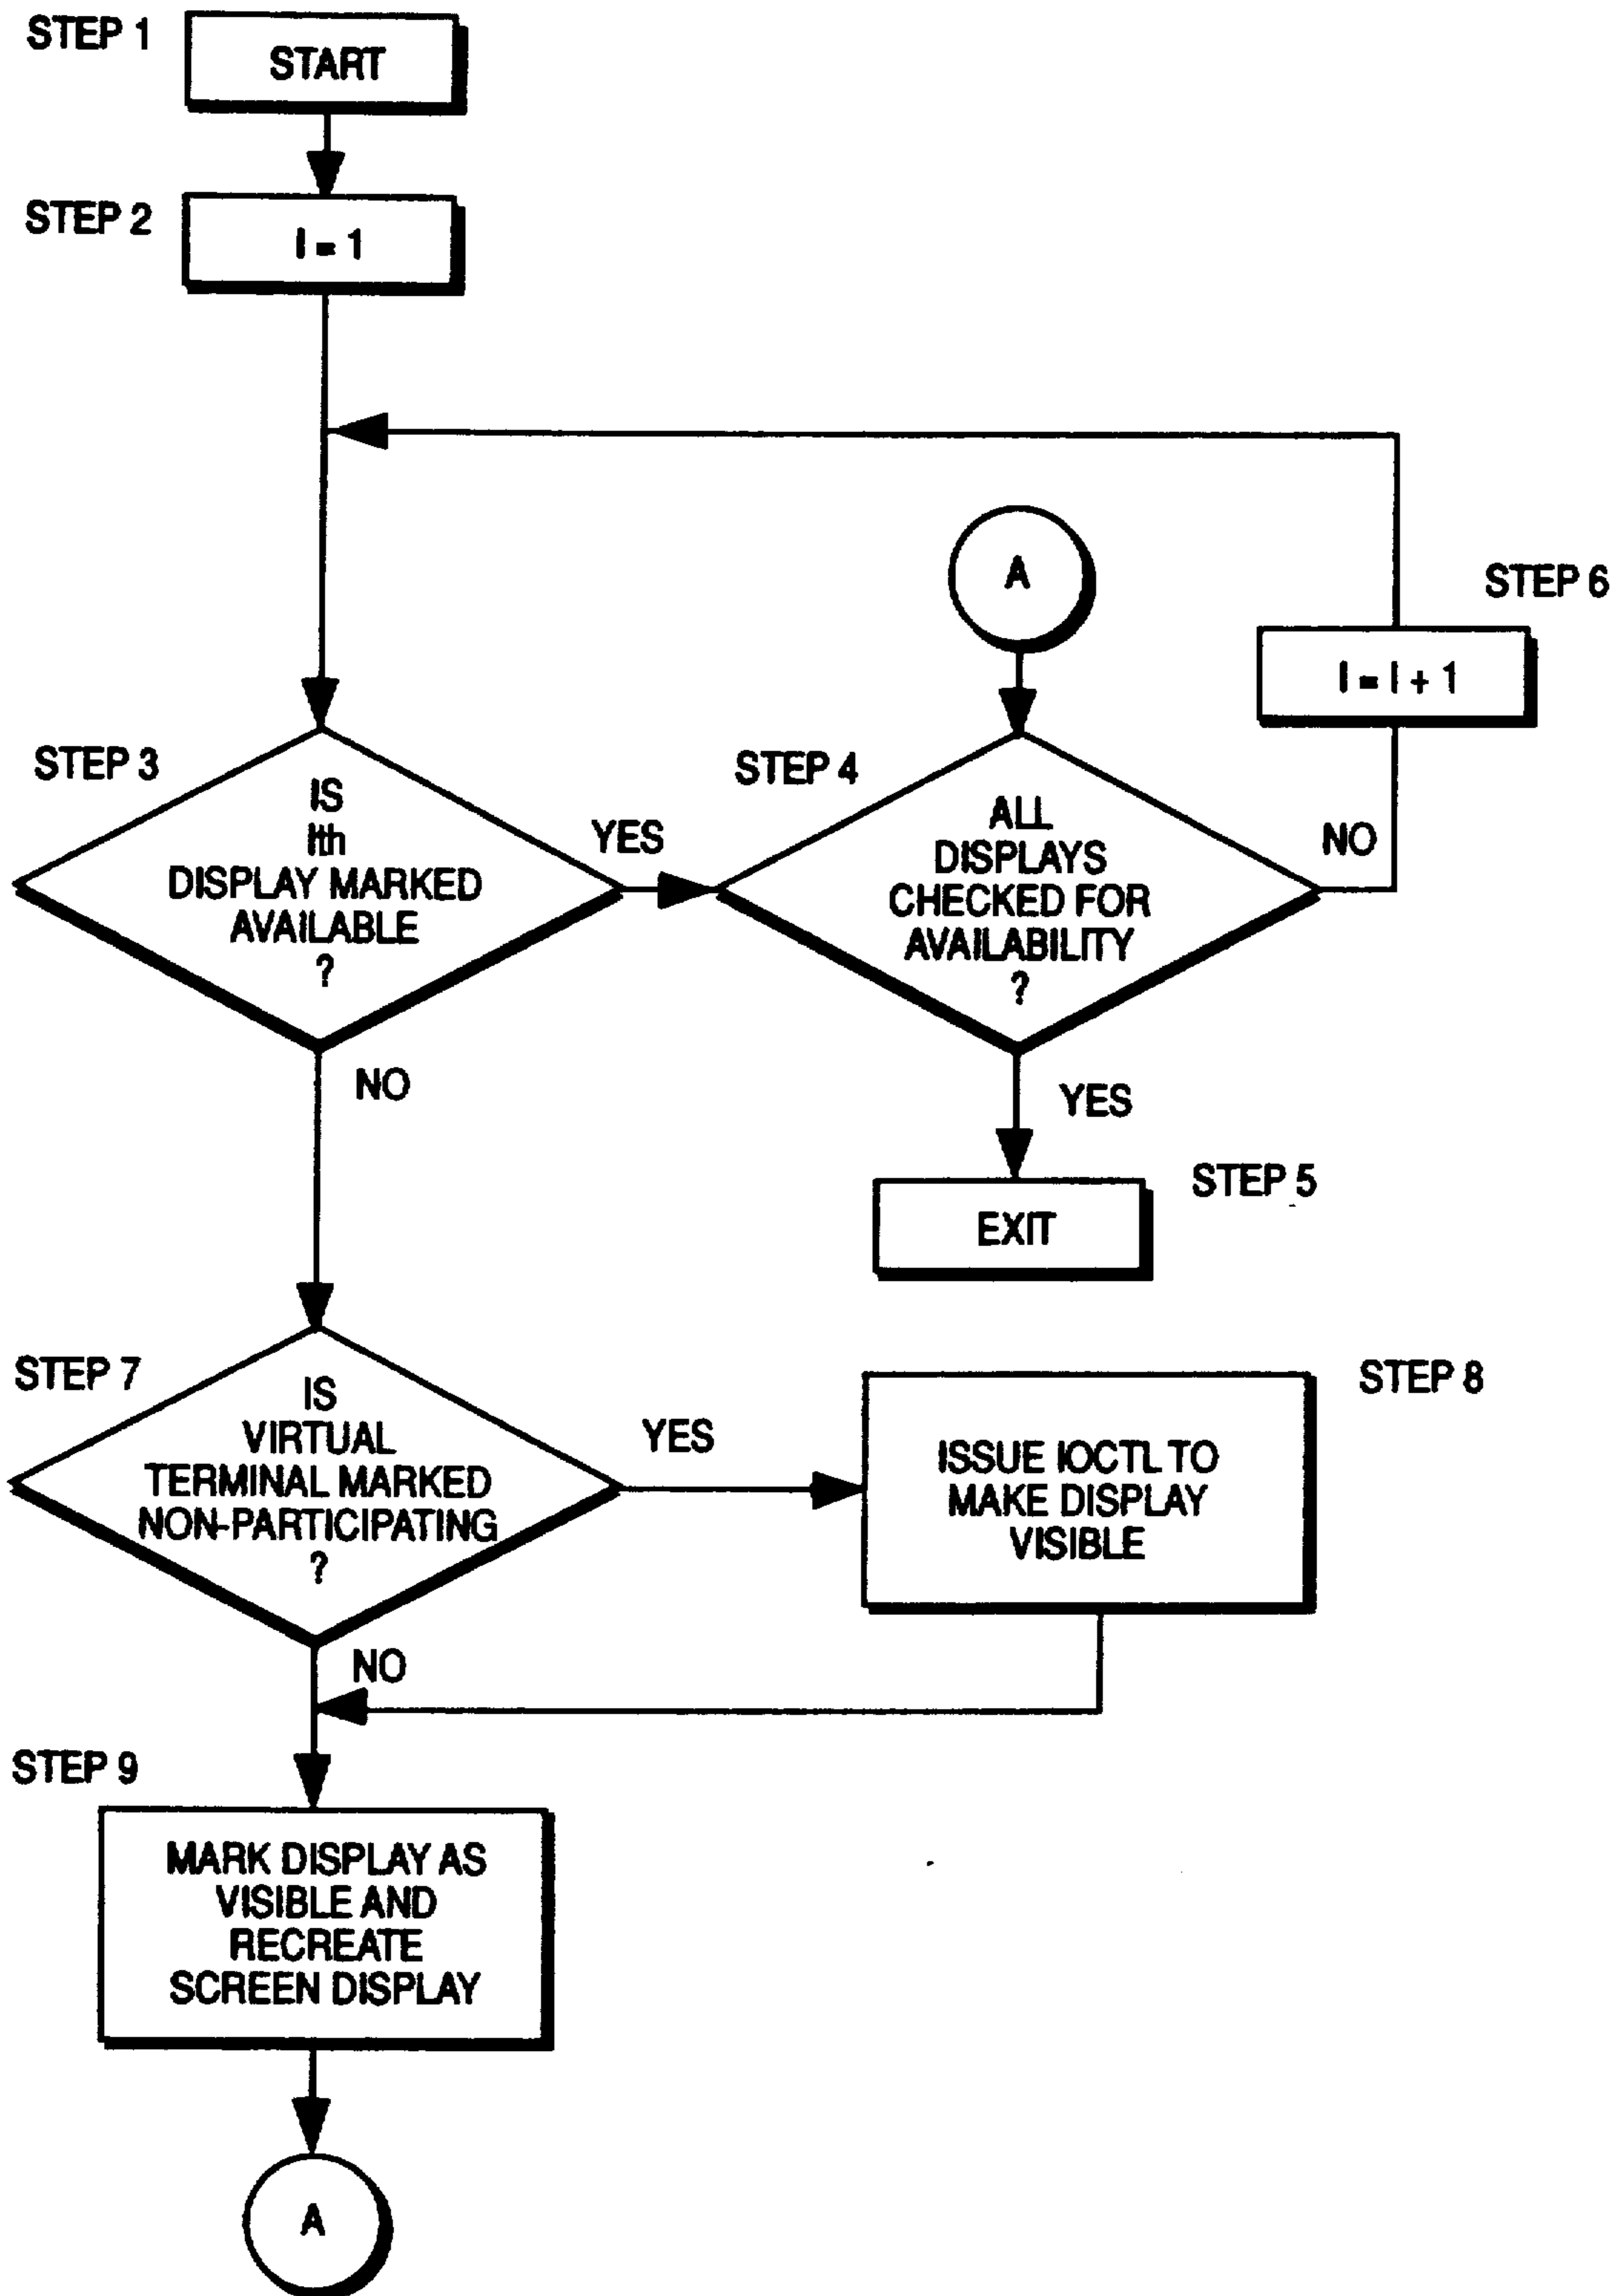 STEP 1
START
STEP 2
I = 1
A
STEP 6
I = I + 1
STEP 3
IS
Ith
DISPLAY MARKED
AVAILABLE
?
YES
STEP 4
ALL
DISPLAYS
CHECKED FOR
AVAILABILITY
?
NO
NO
YES
STEP 5
EXIT
STEP 7
IS
VIRTUAL
TERMINAL MARKED
NON-PARTICIPATING
?
YES
STEP 8
ISSUE IOCTL TO
MAKE DISPLAY
VISIBLE
NO
STEP 9
MARK DISPLAY AS
VISIBLE AND
RECREATE
SCREEN DISPLAY
A